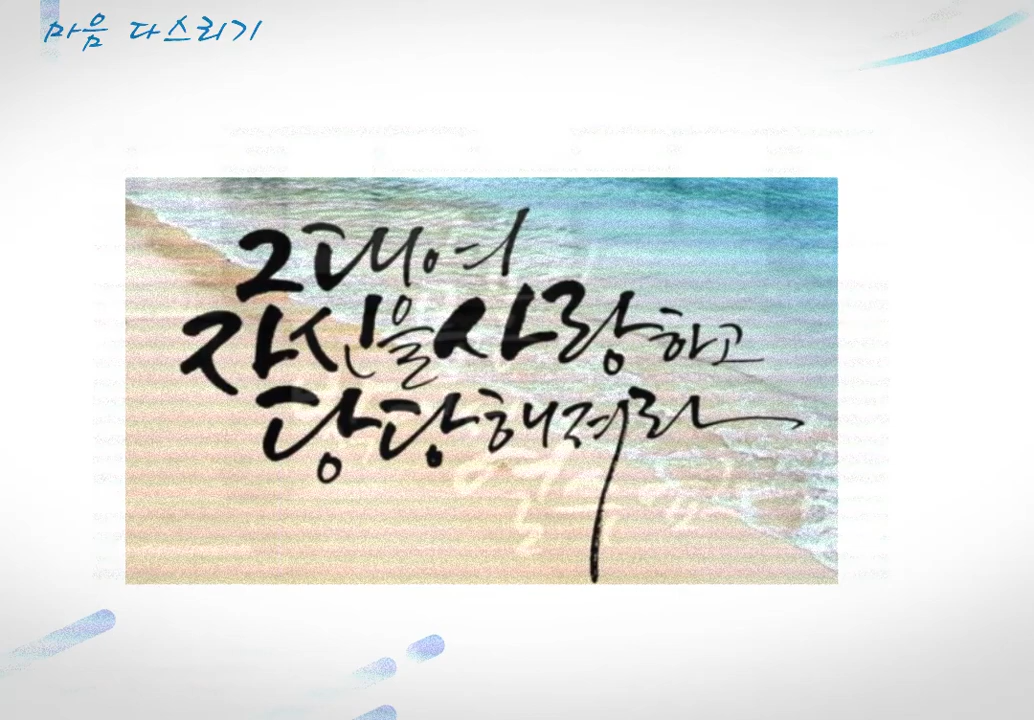 마음 다스리기
그대여
자신을 사랑하고
당당해져라